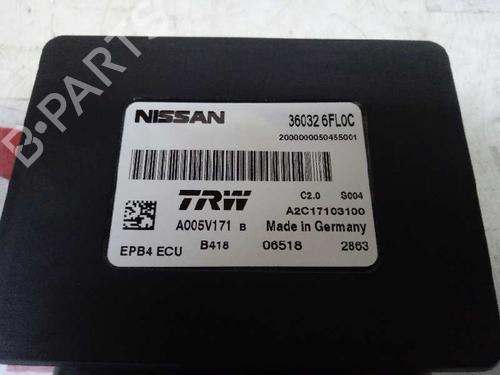 B-PARTS
NISSAN 36032 6FL0C
2000000050455001
TRW C2.0 S004
A2C17103100
A005V171 B Made in Germany
EPB4 ECU B418 06518 2863